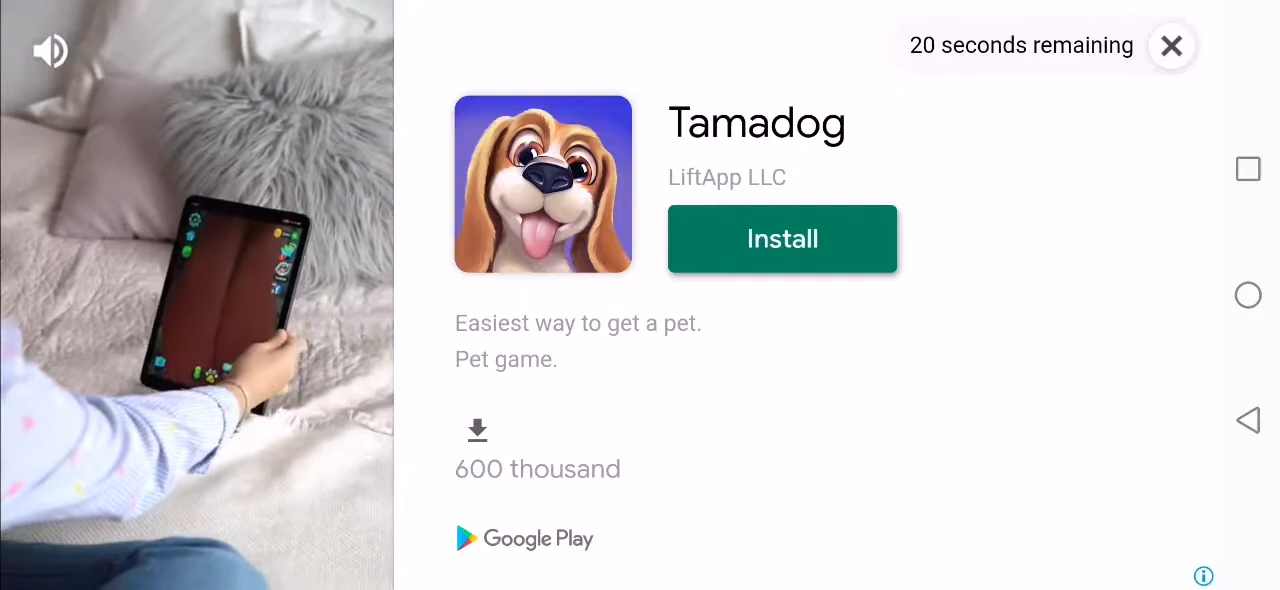 20 seconds remaining
Tamadog
LiftApp LLC
Install
Easiest way to get a pet.
Pet game.
600 thousand
Google Play